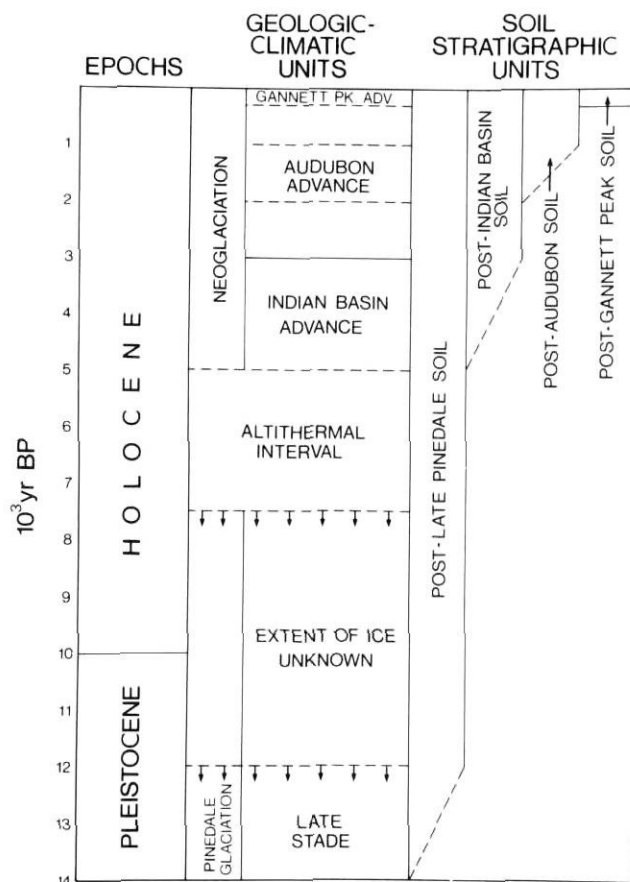 EPOCHS
GEOLOGIC-
CLIMATIC
UNITS
SOIL
STRATIGRAPHIC
UNITS
10³yr BP
1
2
3
4
5
6
7
8
9
10
11
12
13
14
HOLOCENE
PLEISTOCENE
NEOGLACIATION
PINEDALE
GLACIATION
GANNETT PK ADV
AUDUBON
ADVANCE
INDIAN BASIN
ADVANCE
ALTITHERMAL
INTERVAL
EXTENT OF ICE
UNKNOWN
LATE
STADE
POST-LATE PINEDALE SOIL
POST-INDIAN BASIN
SOIL
POST-AUDUBON SOIL
POST-GANNETT PEAK SOIL